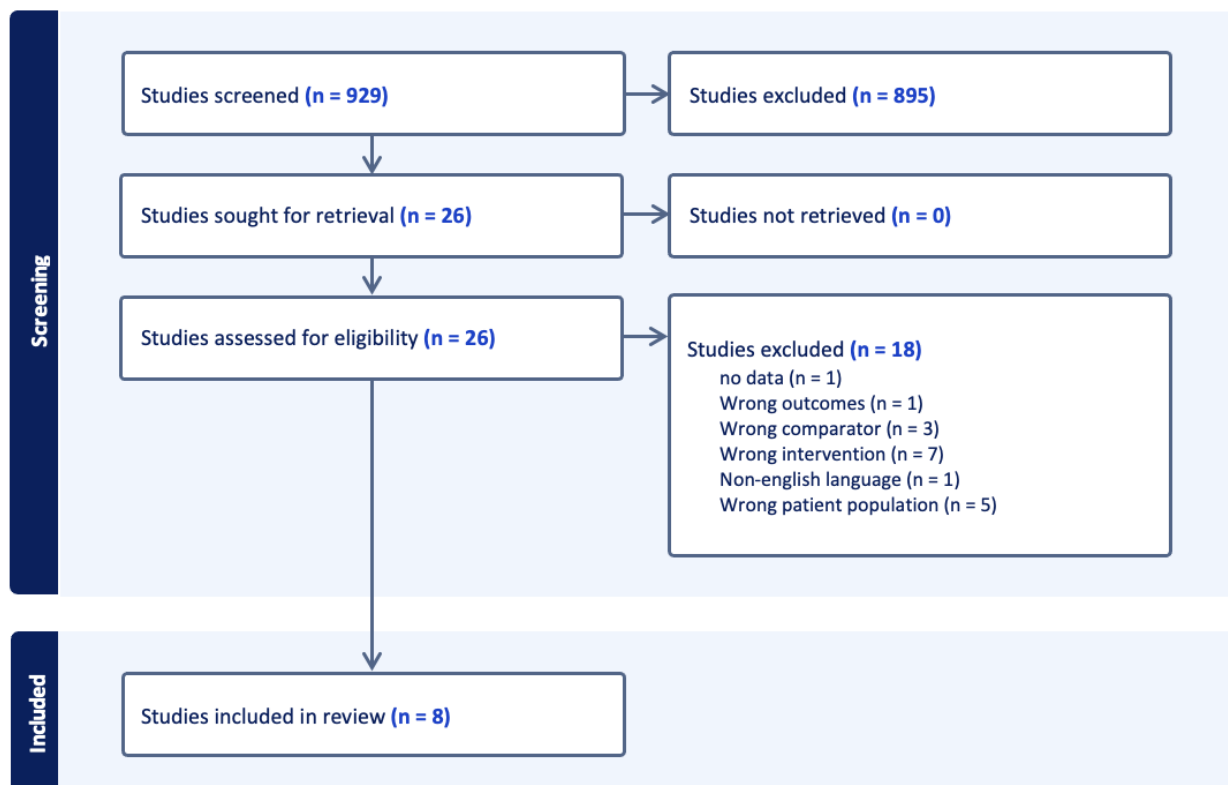 Screening
Studies screened (n = 929)
Studies excluded (n = 895)
Studies sought for retrieval (n = 26)
Studies not retrieved (n = 0)
Studies assessed for eligibility (n = 26)
Studies excluded (n = 18)
no data (n = 1)
Wrong outcomes (n = 1)
Wrong comparator (n = 3)
Wrong intervention (n = 7)
Non-english language (n = 1)
Wrong patient population (n = 5)
Included
Studies included in review (n = 8)